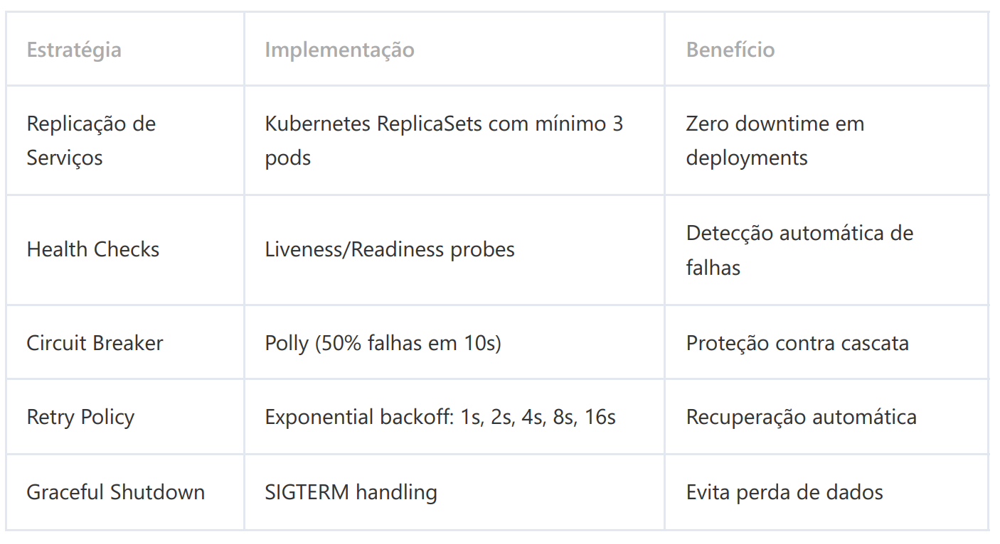 Estratégia
Implementação
Benefício
Replicação de
Serviços
Kubernetes ReplicaSets com mínimo 3
pods
Zero downtime em
deployments
Health Checks
Liveness/Readiness probes
Detecção automática de
falhas
Circuit Breaker
Polly (50% falhas em 10s)
Proteção contra cascata
Retry Policy
Exponential backoff: 1s, 2s, 4s, 8s, 16s
Recuperação automática
Graceful Shutdown
SIGTERM handling
Evita perda de dados